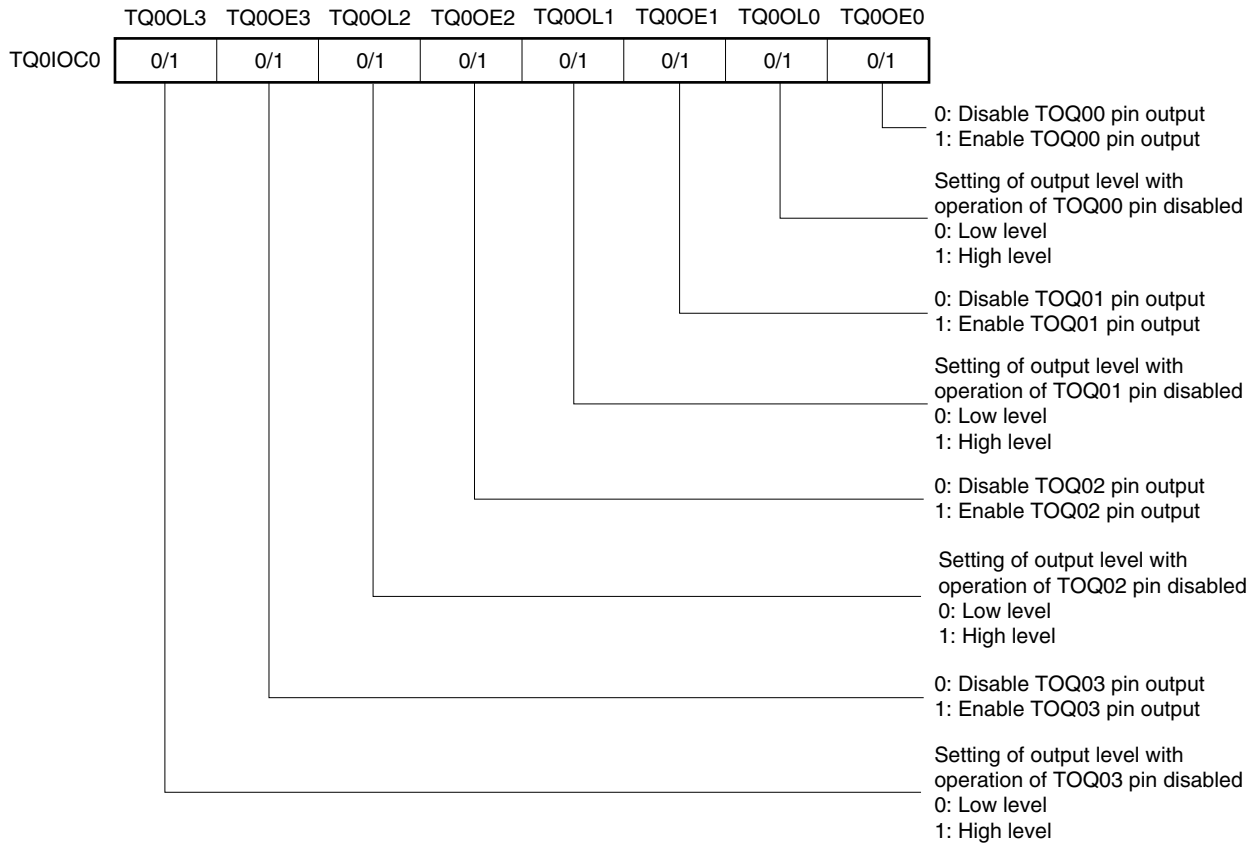 TQ0OL3 TQ0OE3 TQ0OL2 TQ0OE2 TQ0OL1 TQ0OE1 TQ0OL0 TQ0OE0
TQ0IOC0 0/1 0/1 0/1 0/1 0/1 0/1 0/1 0/1
0: Disable TOQ00 pin output
1: Enable TOQ00 pin output
Setting of output level with
operation of TOQ00 pin disabled
0: Low level
1: High level
0: Disable TOQ01 pin output
1: Enable TOQ01 pin output
Setting of output level with
operation of TOQ01 pin disabled
0: Low level
1: High level
0: Disable TOQ02 pin output
1: Enable TOQ02 pin output
Setting of output level with
operation of TOQ02 pin disabled
0: Low level
1: High level
0: Disable TOQ03 pin output
1: Enable TOQ03 pin output
Setting of output level with
operation of TOQ03 pin disabled
0: Low level
1: High level